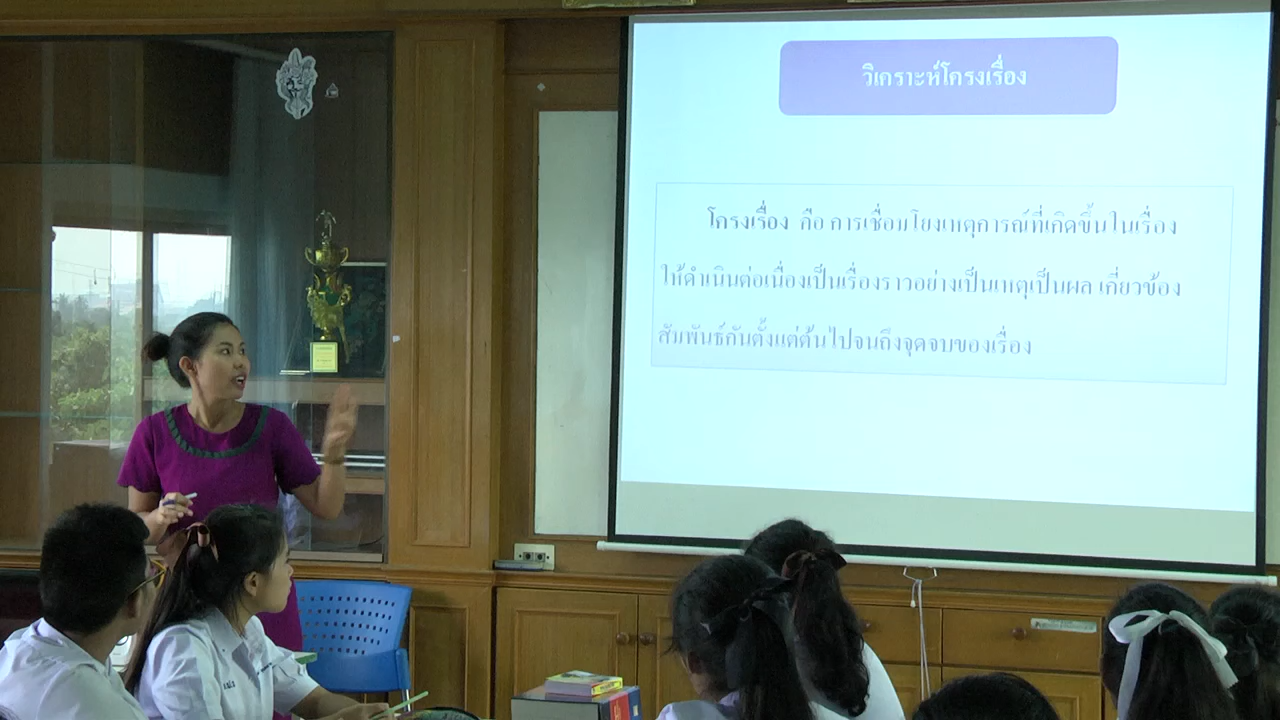 วิเคราะห์โครงเรื่อง
โครงเรื่อง คือ การเชื่อมโยงเหตุการณ์ที่เกิดขึ้นในเรื่อง
ให้ดำเนินต่อเนื่องเป็นเรื่องราวอย่างเป็นเหตุเป็นผล เกี่ยวข้อง
สัมพันธ์กันตั้งแต่ต้นไปจนถึงจุดจบของเรื่อง